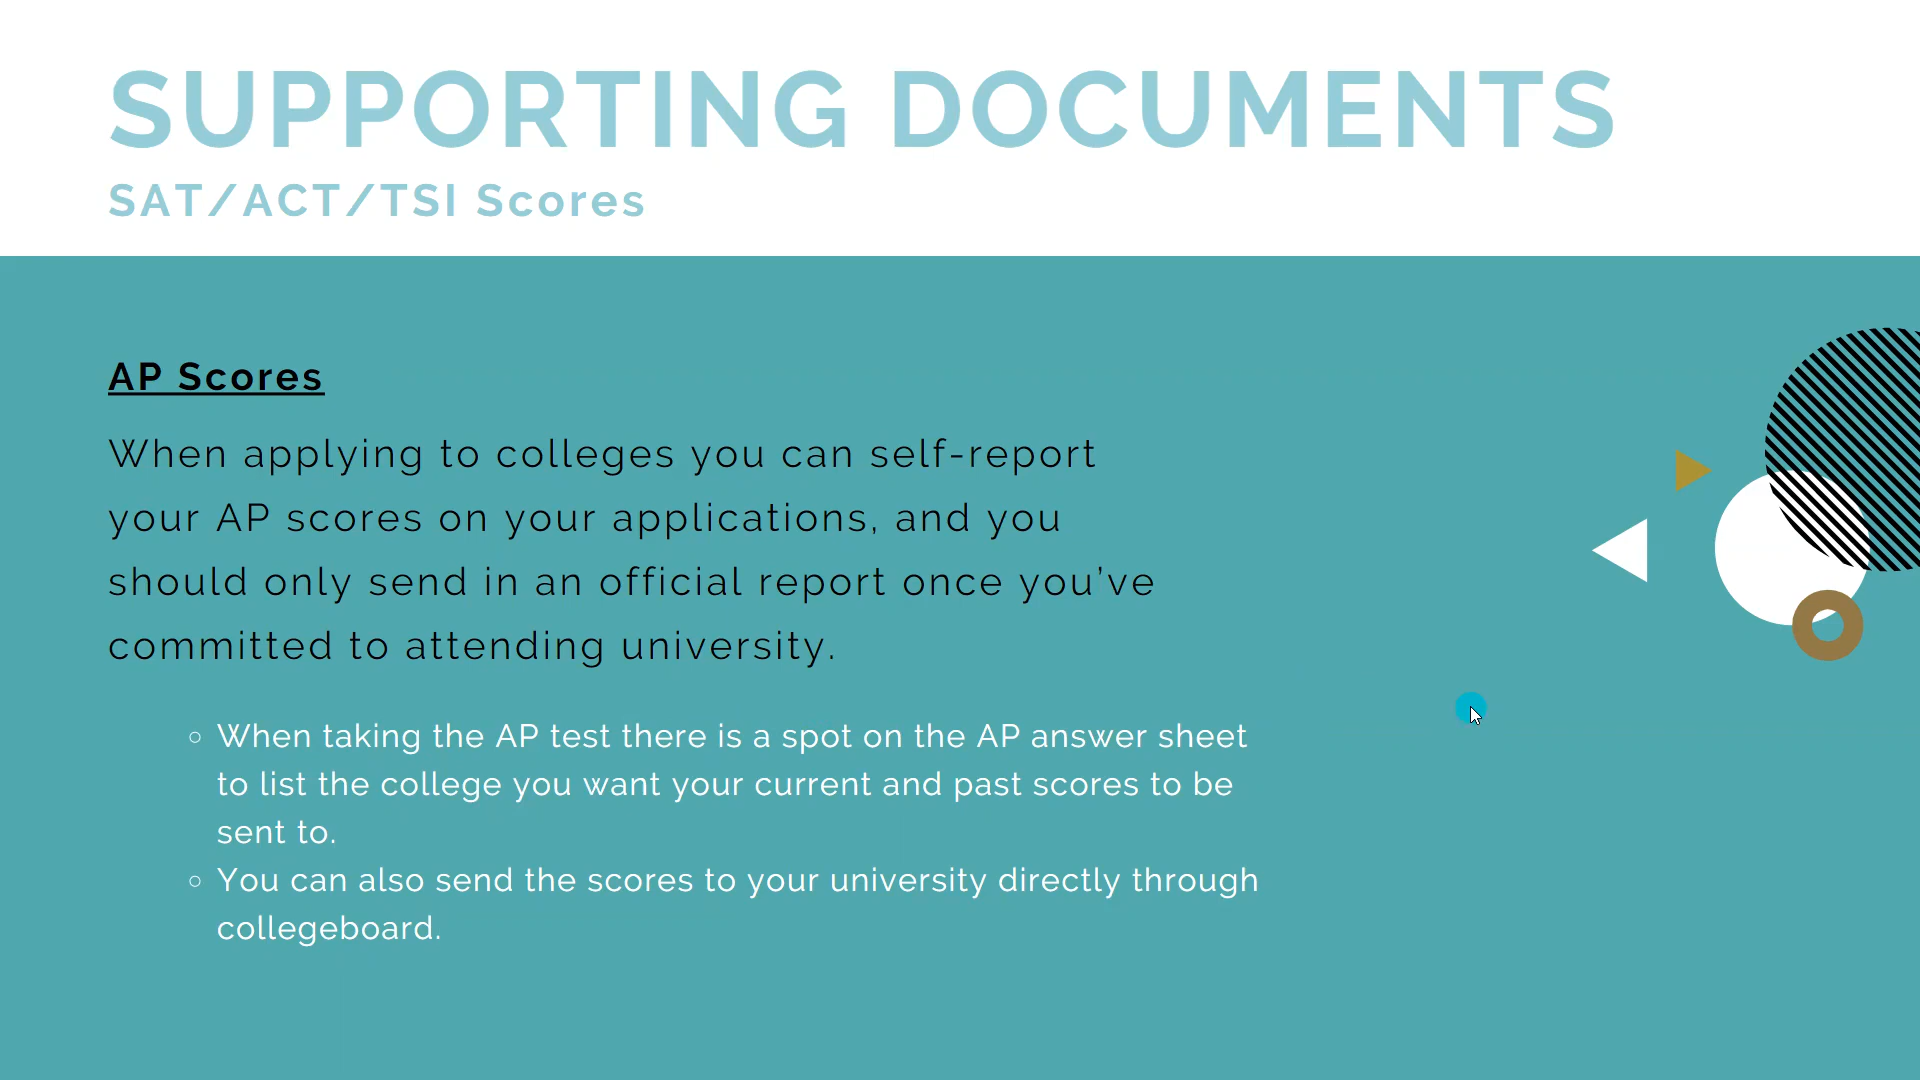 SUPPORTING DOCUMENTS
SAT/ACT/TSI Scores
AP Scores
When applying to colleges you can self-report
your AP scores on your applications, and you
should only send in an official report once you’ve
committed to attending university.
When taking the AP test there is a spot on the AP answer sheet
to list the college you want your current and past scores to be
sent to.
You can also send the scores to your university directly through
collegeboard.